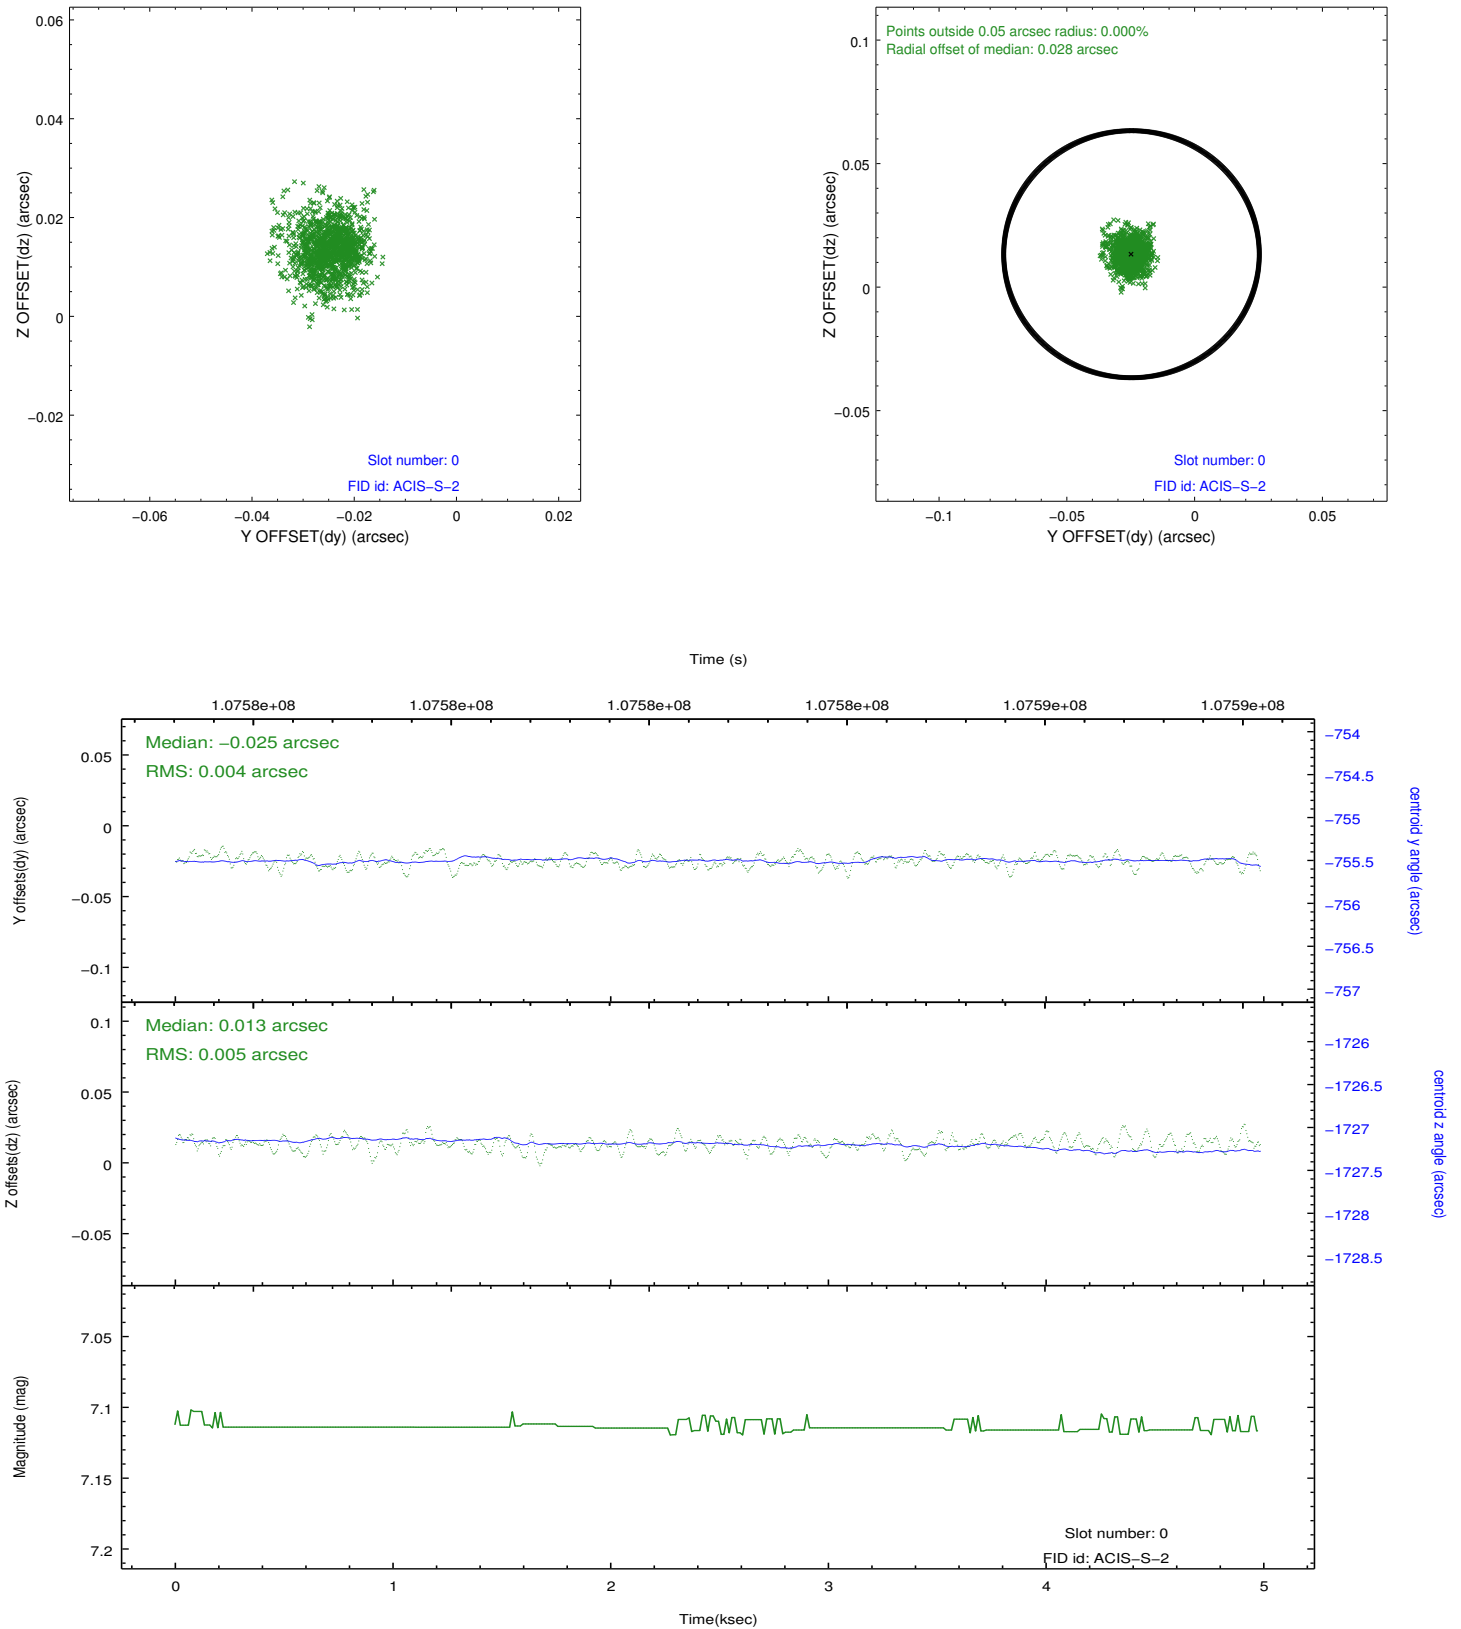 0.06
0.04
0.02
0
−0.02
Z OFFSET(dz) (arcsec)
Slot number: 0
FID id: ACIS−S−2
−0.06 −0.04 −0.02 0 0.02
Y OFFSET(dy) (arcsec)
Points outside 0.05 arcsec radius: 0.000%
Radial offset of median: 0.028 arcsec
0.1
0.05
0
−0.05
Z OFFSET(dz) (arcsec)
Slot number: 0
FID id: ACIS−S−2
−0.1 −0.05 0 0.05
Y OFFSET(dy) (arcsec)
Time (s)
1.0758e+08 1.0758e+08 1.0758e+08 1.0758e+08 1.0759e+08 1.0759e+08
Median: −0.025 arcsec
RMS: 0.004 arcsec
0.05
0
−0.05
−0.1
Y offsets(dy) (arcsec)
−754
−754.5
−755
−755.5
−756
−756.5
−757
centroid y angle (arcsec)
Median: 0.013 arcsec
RMS: 0.005 arcsec
0.1
0.05
0
−0.05
Z offsets(dz) (arcsec)
−1726
−1726.5
−1727
−1727.5
−1728
−1728.5
centroid z angle (arcsec)
7.05
7.1
7.15
7.2
Magnitude (mag)
Slot number: 0
FID id: ACIS−S−2
0 1 2 3 4 5
Time(ksec)